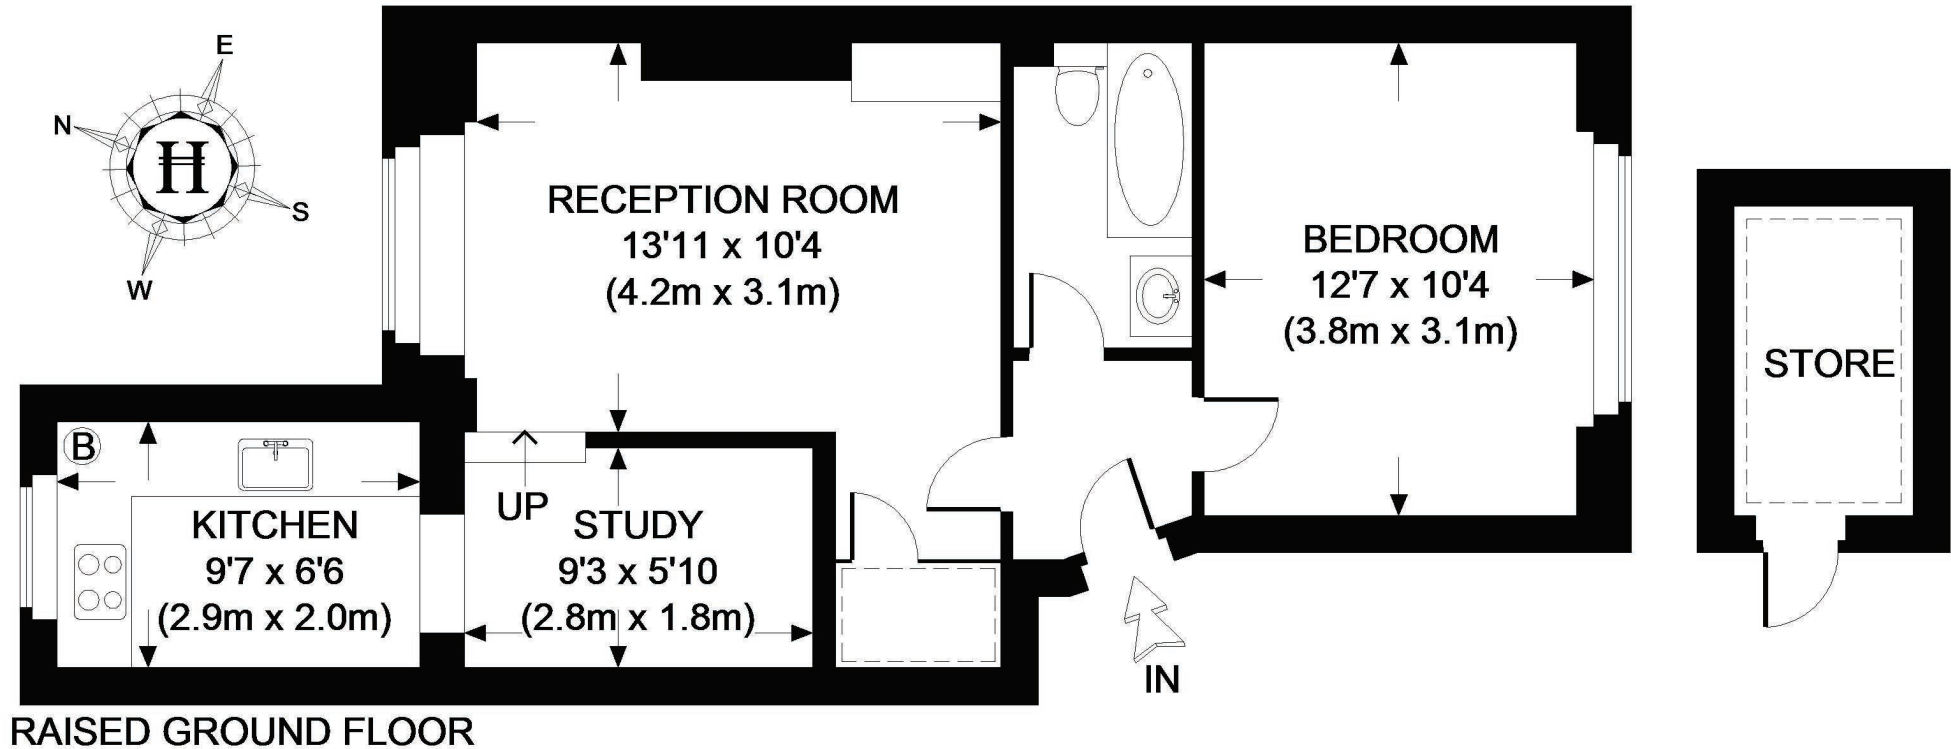 E
N
H
S
W
RECEPTION ROOM
13'11 x 10'4
(4.2m x 3.1m)
BEDROOM
12'7 x 10'4
(3.8m x 3.1m)
STORE
B
KITCHEN
9'7 x 6'6
(2.9m x 2.0m)
UP
STUDY
9'3 x 5'10
(2.8m x 1.8m)
IN
RAISED GROUND FLOOR